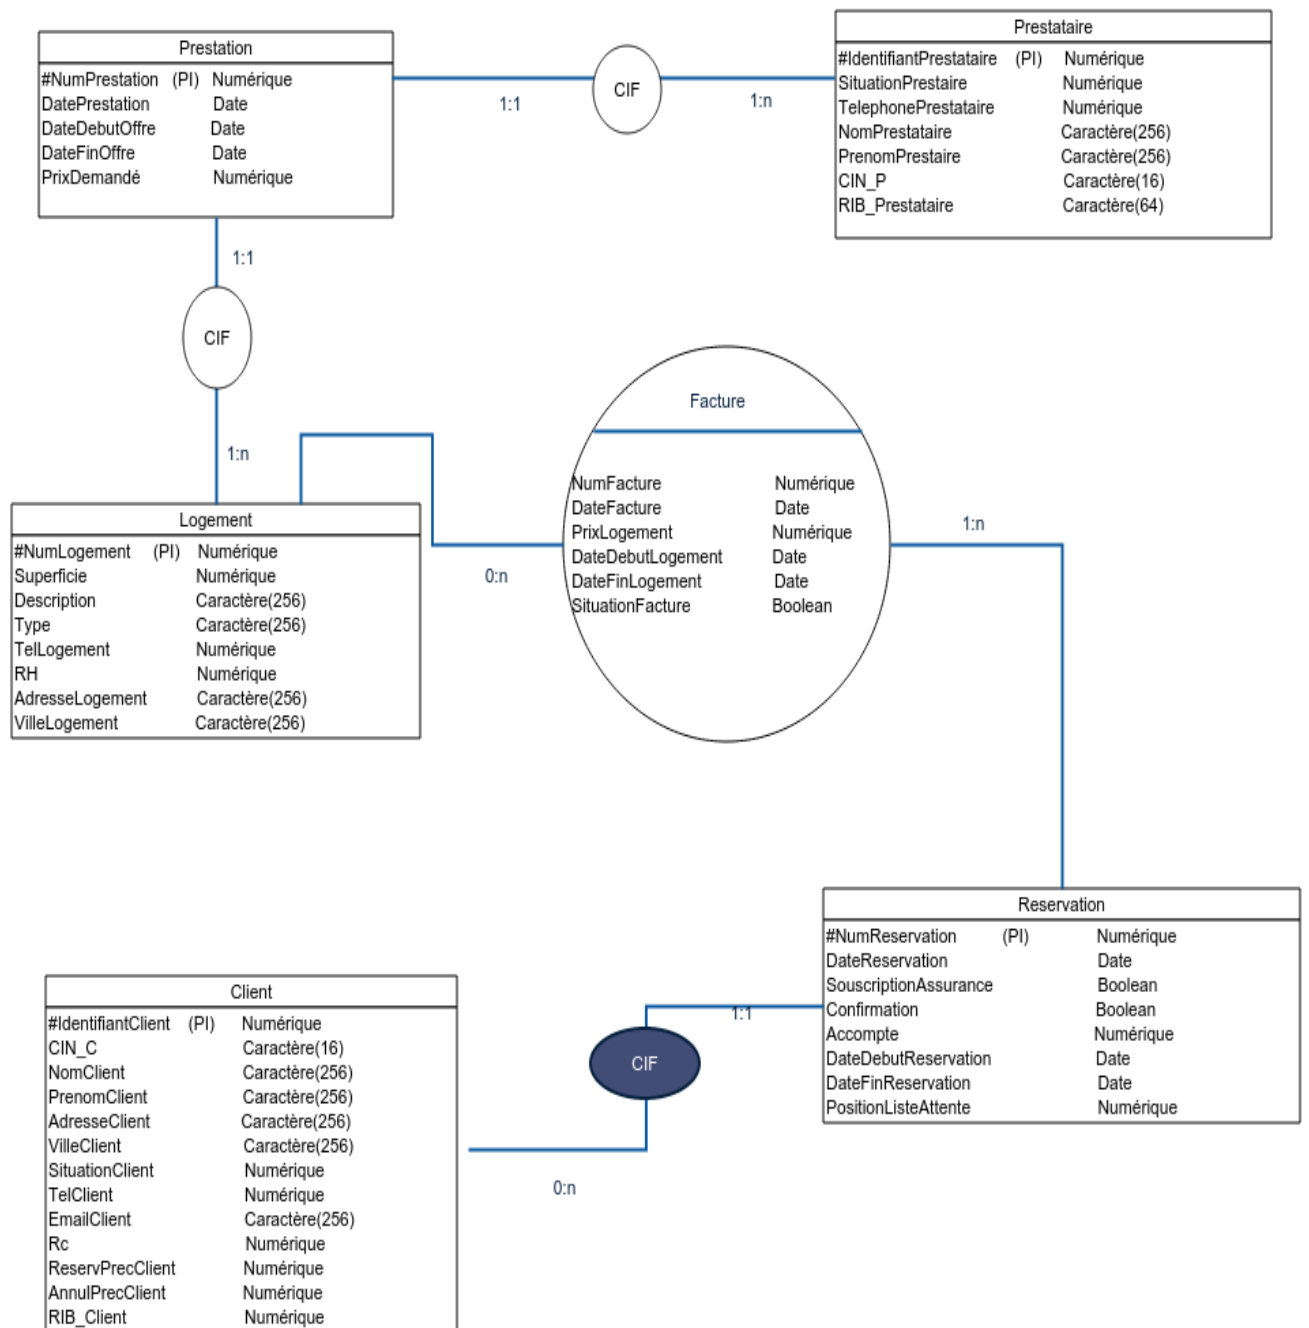 Prestation
#NumPrestation (PI) Numérique
DatePrestation Date
DateDebutOffre Date
DateFinOffre Date
PrixDemandé Numérique
1:1
CIF
1:n
Prestataire
#IdentifiantPrestataire (PI) Numérique
SituationPrestaire Numérique
TelephonePrestataire Numérique
NomPrestataire Caractère(256)
PrenomPrestaire Caractère(256)
CIN_P Caractère(16)
RIB_Prestataire Caractère(64)
1:1
CIF
1:n
Logement
#NumLogement (PI) Numérique
Superficie Numérique
Description Caractère(256)
Type Caractère(256)
TelLogement Numérique
RH Numérique
AdresseLogement Caractère(256)
VilleLogement Caractère(256)
0:n
Facture
NumFacture Numérique
DateFacture Date
PrixLogement Numérique
DateDebutLogement Date
DateFinLogement Date
SituationFacture Boolean
1:n
Reservation
#NumReservation (PI) Numérique
DateReservation Date
SouscriptionAssurance Boolean
Confirmation Boolean
Accompte Numérique
DateDebutReservation Date
DateFinReservation Date
PositionListeAttente Numérique
1:1
CIF
0:n
Client
#IdentifiantClient (PI) Numérique
CIN_C Caractère(16)
NomClient Caractère(256)
PrenomClient Caractère(256)
AdresseClient Caractère(256)
VilleClient Caractère(256)
SituationClient Numérique
TelClient Numérique
EmailClient Caractère(256)
Rc Numérique
ReservPrecClient Numérique
AnnulPrecClient Numérique
RIB_Client Numérique